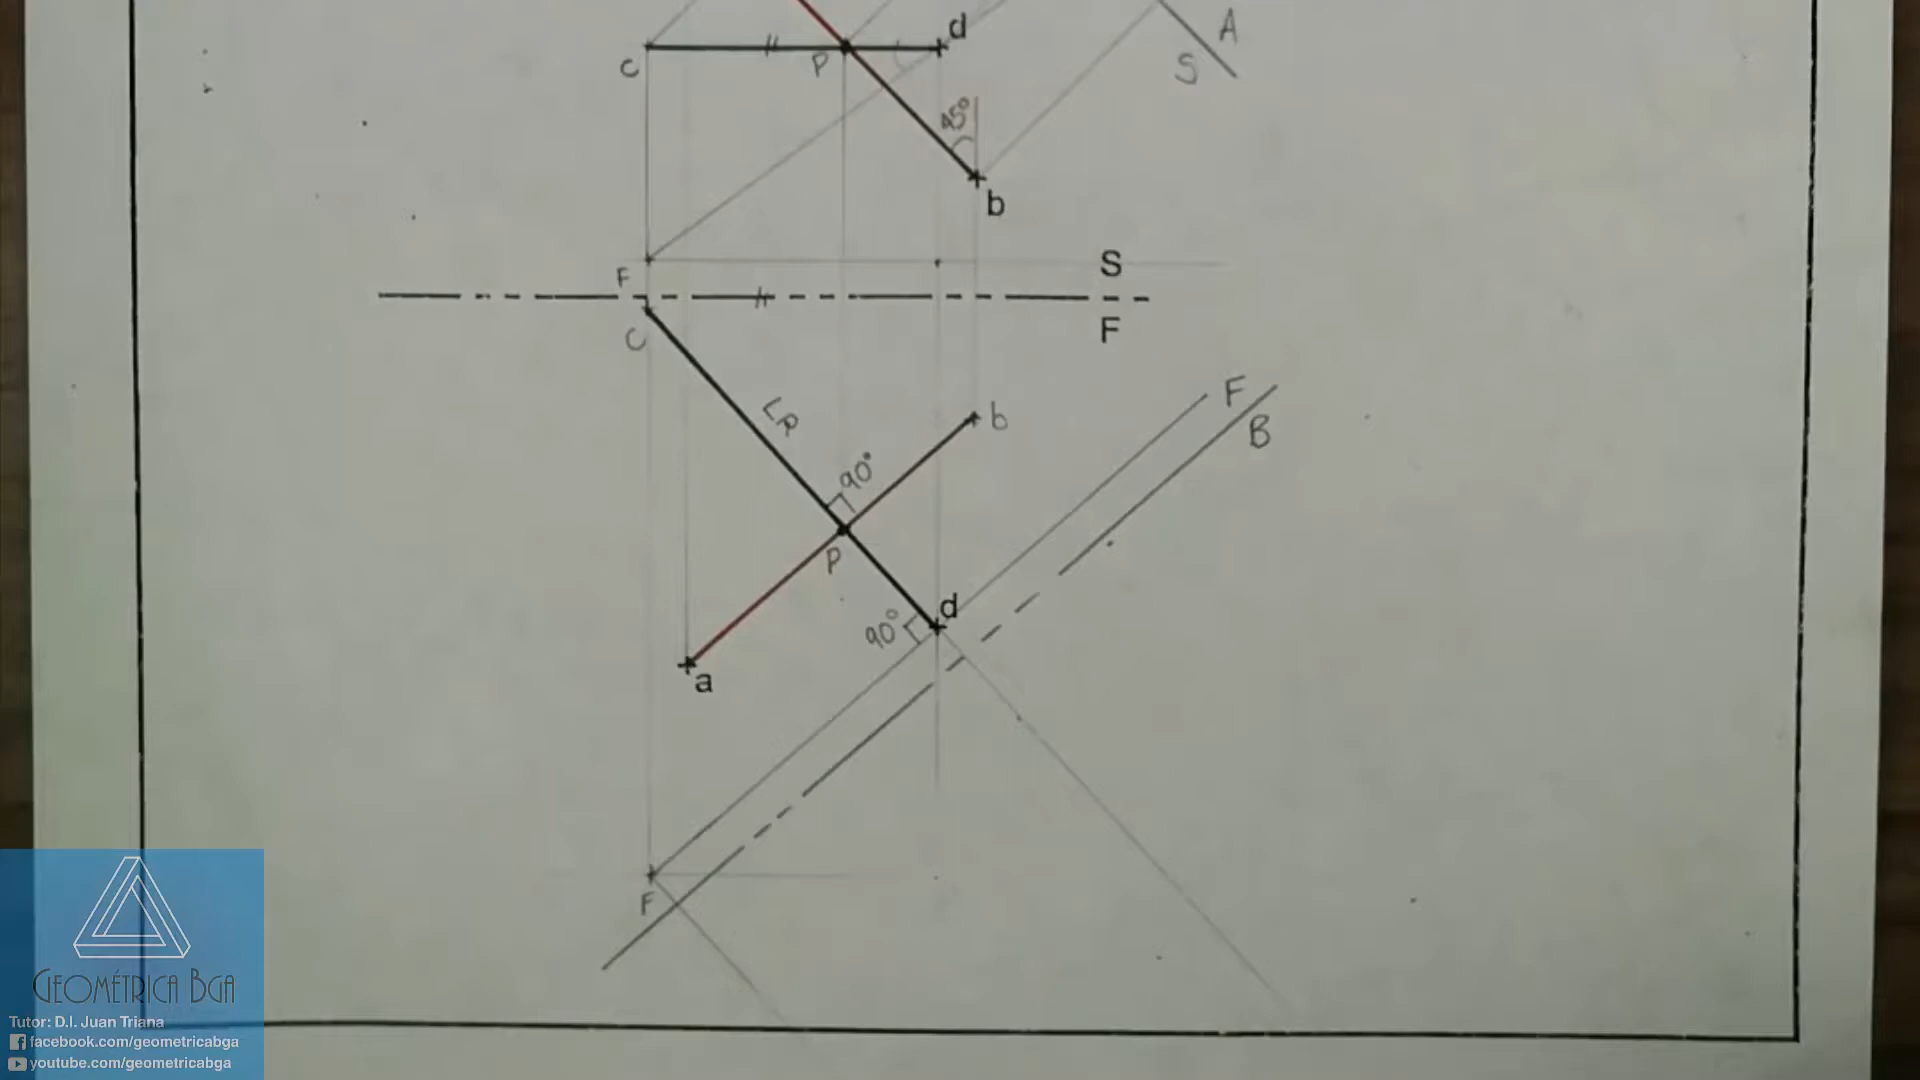 d
A
C
P
S
45°
b
S
F
F
C
LR
F
B
b
90°
P
d
90°
a
F
GEOMÉTRICA BGA
Tutor: D.I. Juan Triana
facebook.com/geometricabga
youtube.com/geometricabga